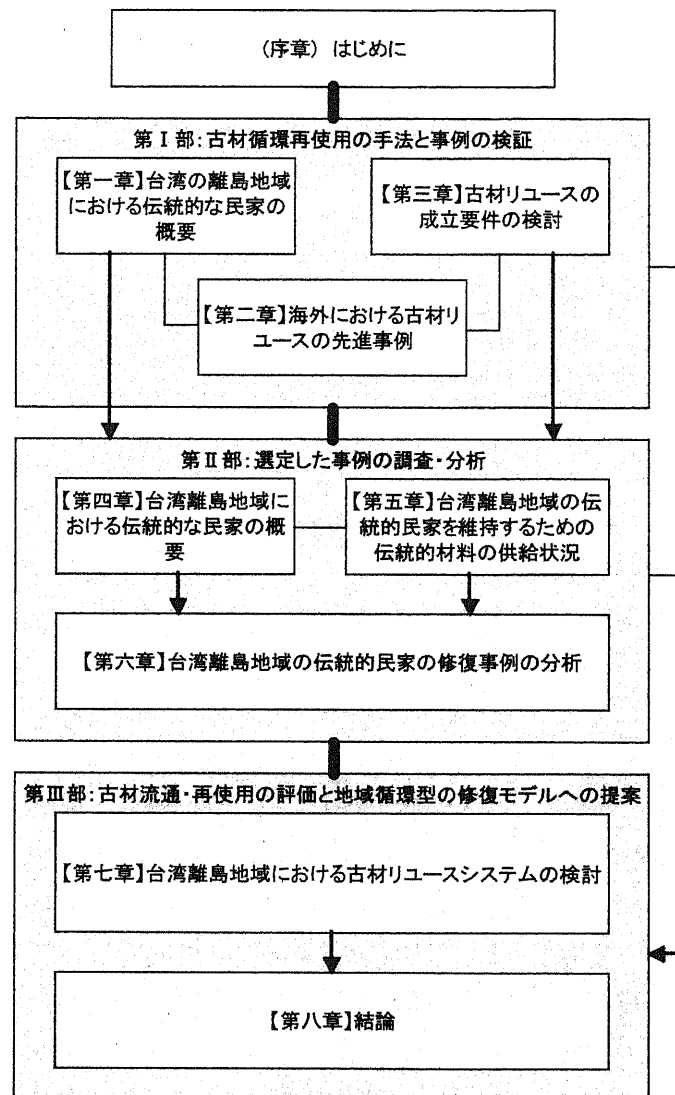 (序章) はじめに
第Ⅰ部:古材循環再使用の手法と事例の検証
【第一章】台湾の離島地域
における伝統的な民家の
概要
【第三章】古材リユースの
成立要件の検討
【第二章】海外における古材リ
ユースの先進事例
第Ⅱ部:選定した事例の調査・分析
【第四章】台湾離島地域に
おける伝統的な民家の概
要
【第五章】台湾離島地域の伝
統的民家を維持するための
伝統的材料の供給状況
【第六章】台湾離島地域の伝統的民家の修復事例の分析
第Ⅲ部:古材流通・再使用の評価と地域循環型の修復モデルへの提案
【第七章】台湾離島地域における古材リユースシステムの検討
【第八章】結論